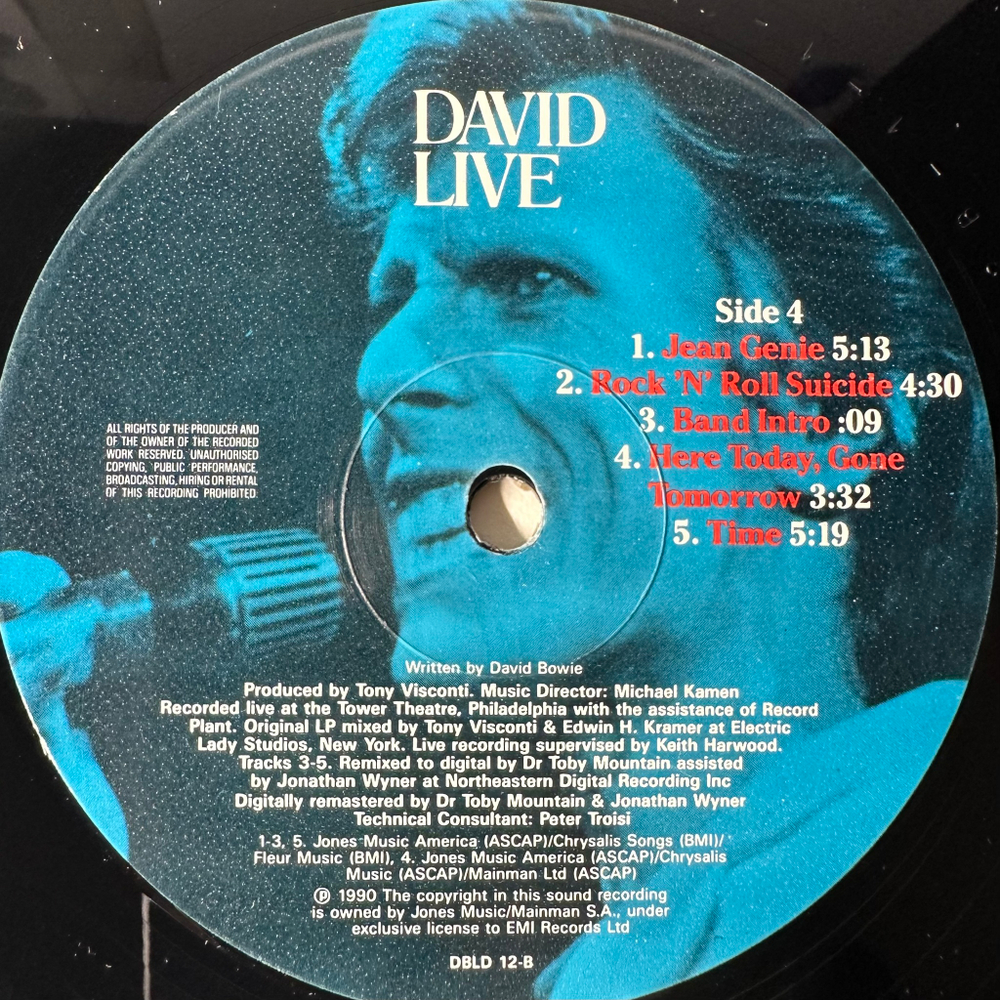 DAVID
LIVE
Side 4
1. Jean Genie 5:13
2. Rock 'N' Roll Suicide 4:30
3. Band Intro :09
4. Here Today, Gone
Tomorrow 3:32
5. Time 5:19
ALL RIGHTS OF THE PRODUCER AND
OF THE OWNER OF THE RECORDED
WORK RESERVED. UNAUTHORISED
COPYING, PUBLIC PERFORMANCE,
BROADCASTING, HIRING OR RENTAL
OF THIS RECORDING PROHIBITED.
Written by David Bowie
Produced by Tony Visconti. Music Director: Michael Kamen
Recorded live at the Tower Theatre, Philadelphia with the assistance of Record
Plant. Original LP mixed by Tony Visconti & Edwin H. Kramer at Electric
Lady Studios, New York. Live recording supervised by Keith Harwood.
Tracks 3-5. Remixed to digital by Dr Toby Mountain assisted
by Jonathan Wyner at Northeastern Digital Recording Inc
Digitally remastered by Dr Toby Mountain & Jonathan Wyner
Technical Consultant: Peter Troisi
1-3, 5. Jones Music America (ASCAP)/Chrysalis Songs (BMI)/
Fleur Music (BMI), 4. Jones Music America (ASCAP)/Chrysalis
Music (ASCAP)/Mainman Ltd (ASCAP)
℗ 1990 The copyright in this sound recording
is owned by Jones Music/Mainman S.A., under
exclusive license to EMI Records Ltd
DBLD 12-B